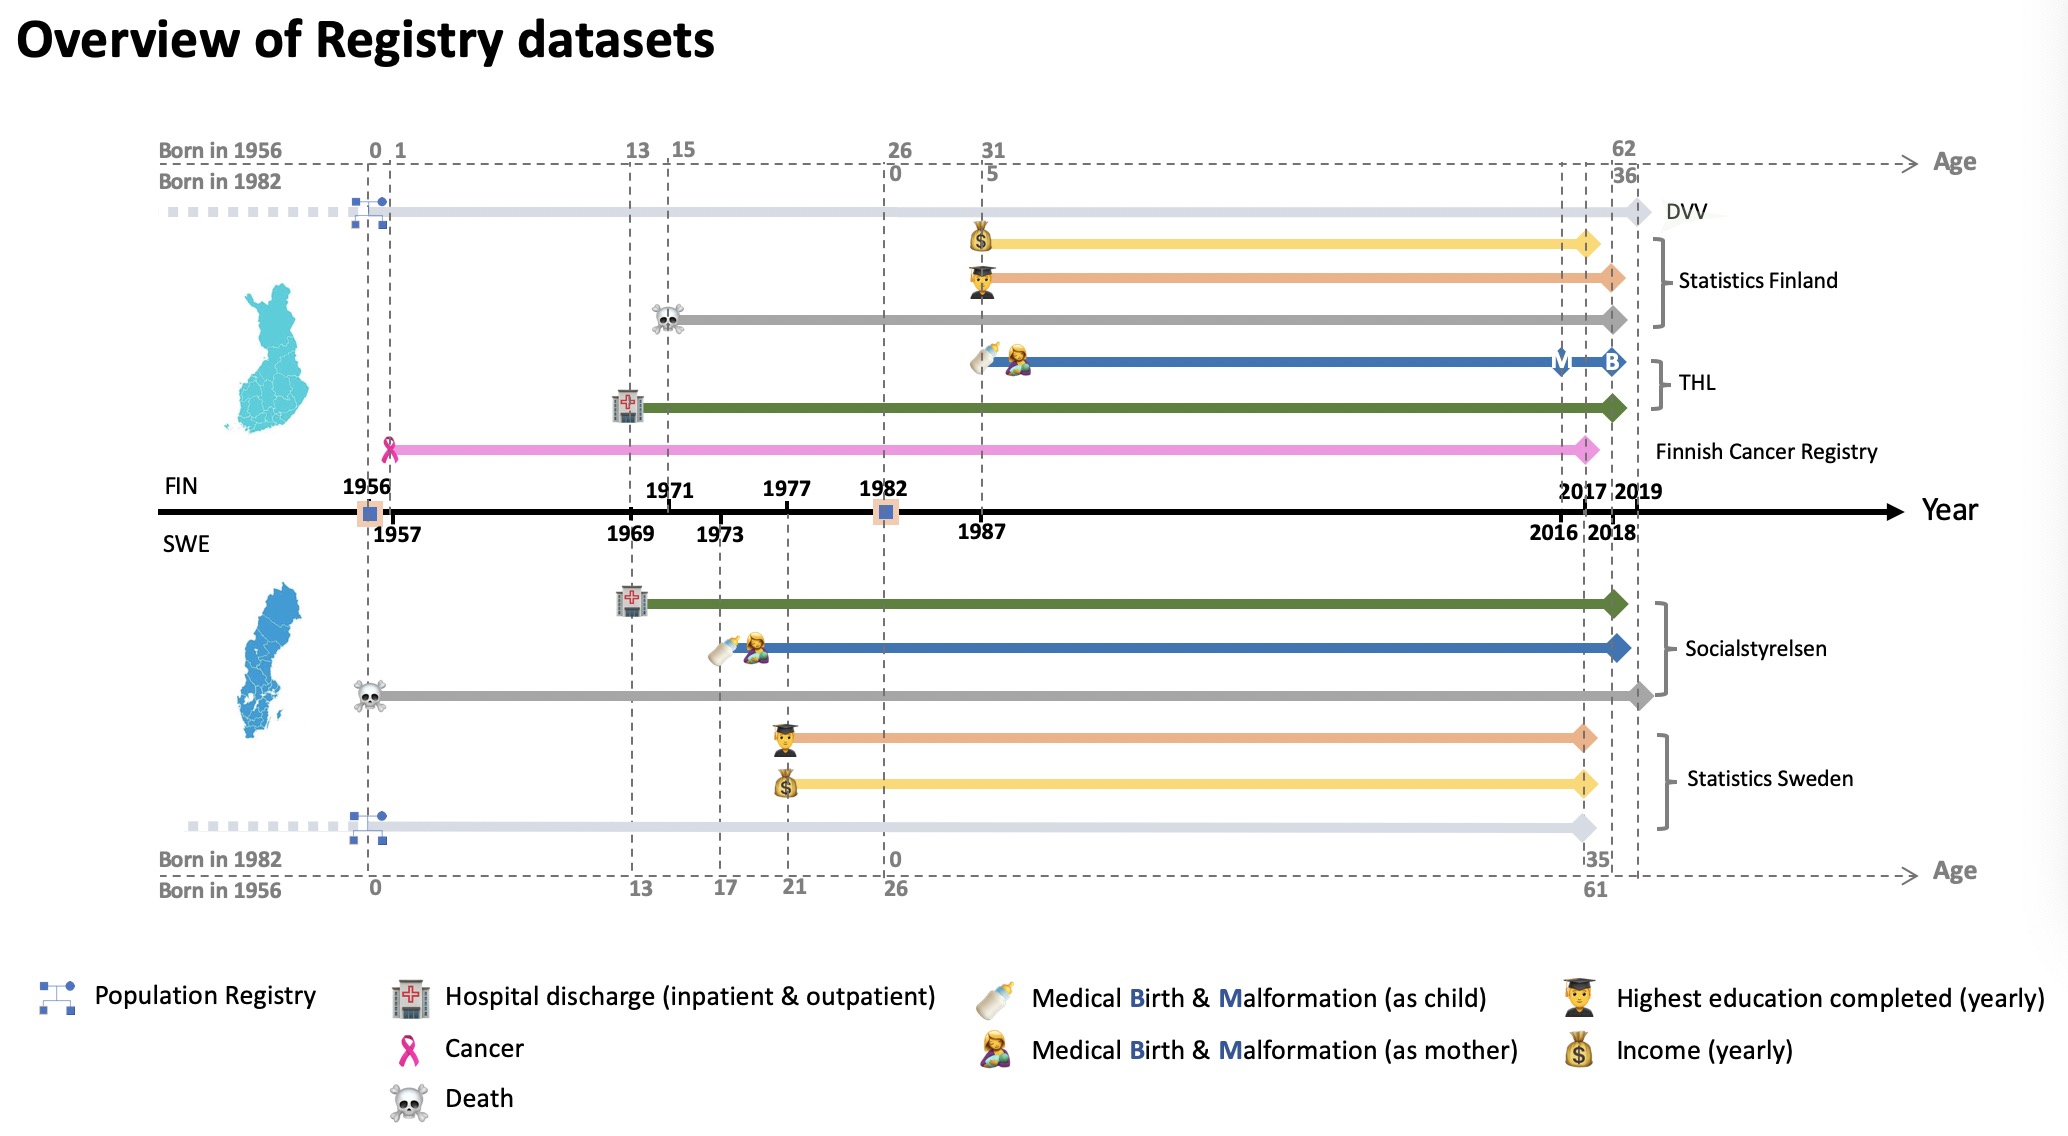 Overview of Registry datasets
Born in 1956 0 1 13 15 26 31 62
Age
Born in 1982 0 5 36
DVV
$
Statistics Finland
M B
THL
Finnish Cancer Registry
FIN 1956 1971 1977 1982 2017 2019
Year
SWE 1957 1969 1973 1987 2016 2018
Socialstyrelsen
Statistics Sweden
$
Born in 1982 0 35
Age
Born in 1956 0 13 17 21 26 61
Population Registry
Hospital discharge (inpatient & outpatient)
Cancer
Death
Medical Birth & Malformation (as child)
Medical Birth & Malformation (as mother)
Highest education completed (yearly)
$ Income (yearly)